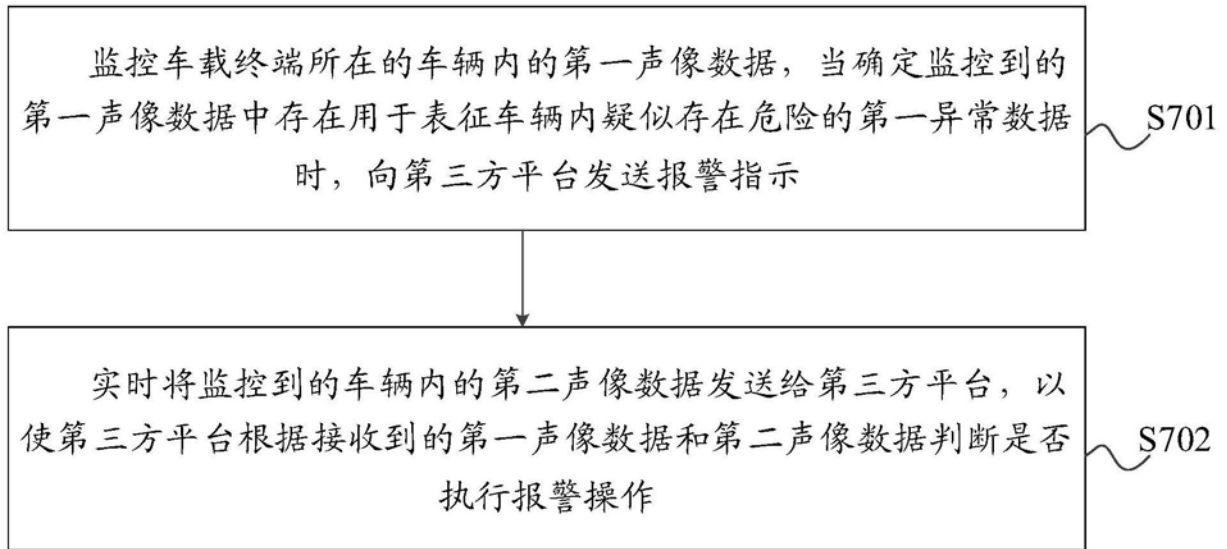 监控车载终端所在的车辆内的第一声像数据，当确定监控到的
第一声像数据中存在用于表征车辆内疑似存在危险的第一异常数据
时，向第三方平台发送报警指示
S701
实时将监控到的车辆内的第二声像数据发送给第三方平台，以
使第三方平台根据接收到的第一声像数据和第二声像数据判断是否
执行报警操作
S702